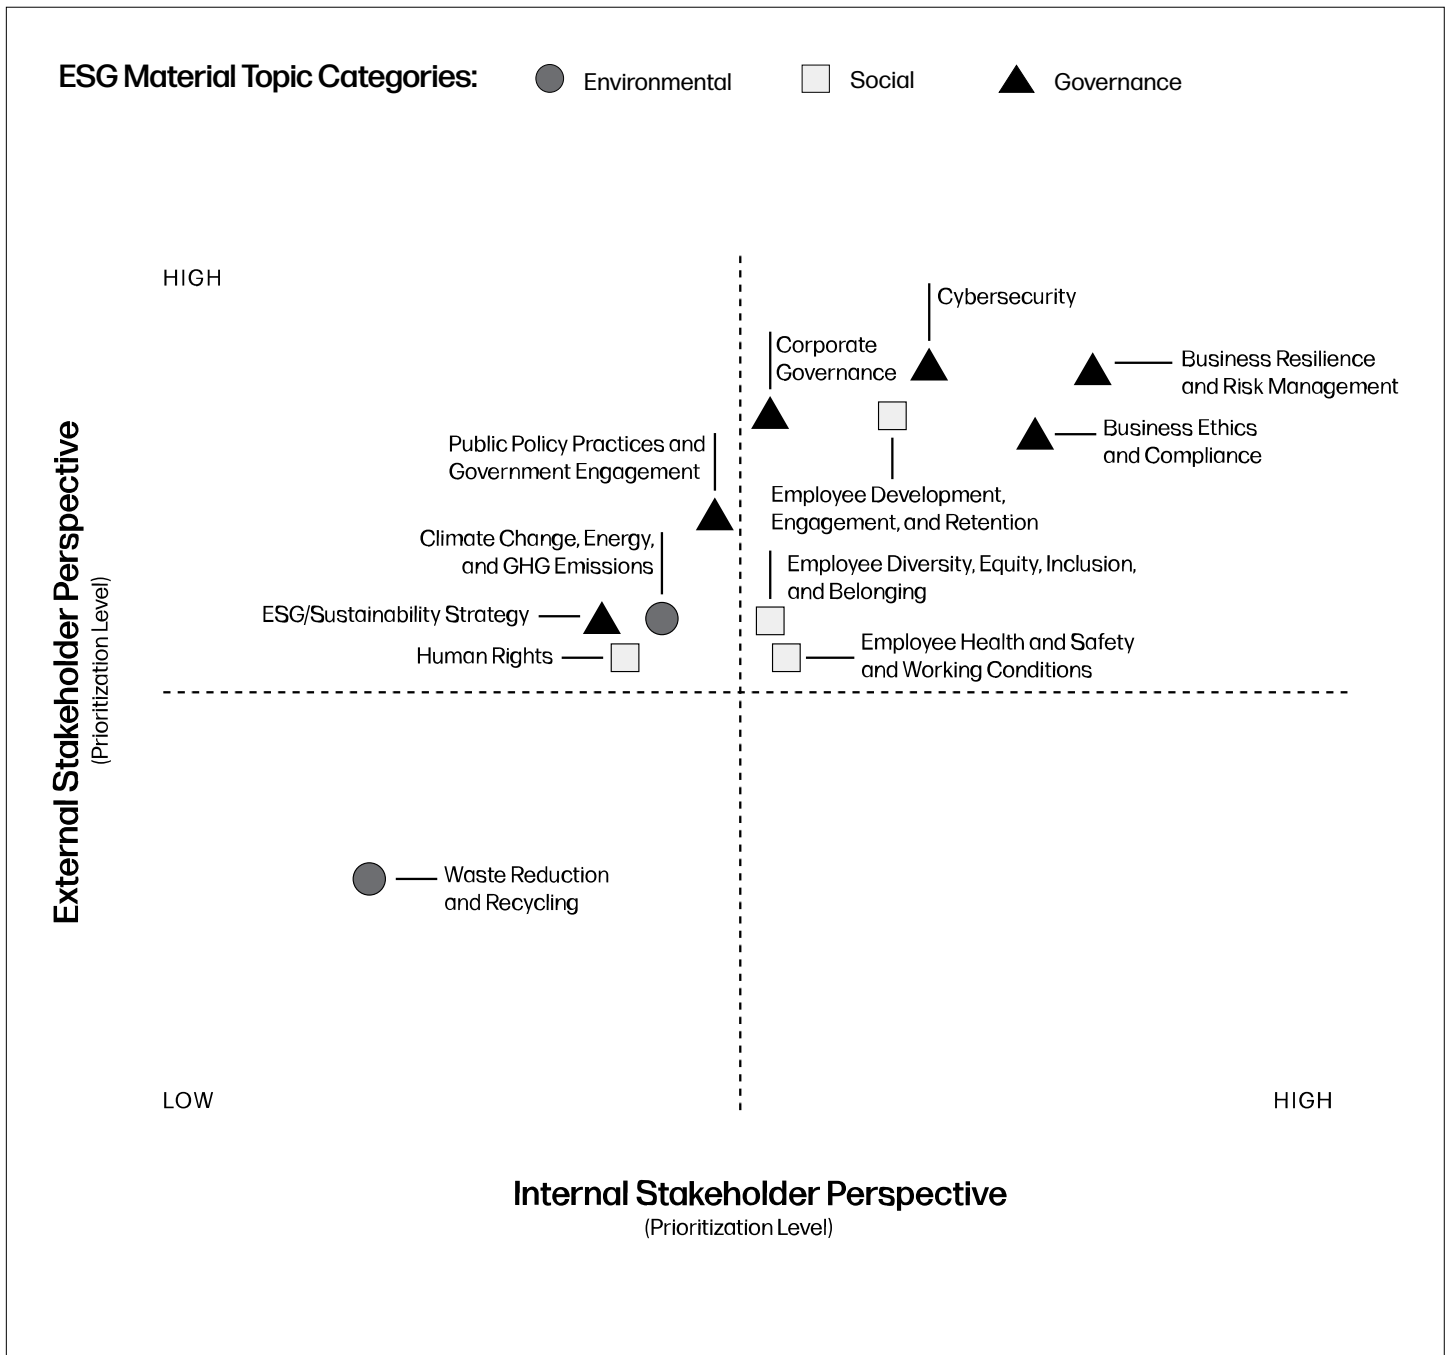 ESG Material Topic Categories:
Environmental
Social
Governance
HIGH
Cybersecurity
Corporate
Governance
Business Resilience
and Risk Management
Business Ethics
and Compliance
Public Policy Practices and
Government Engagement
Employee Development,
Engagement, and Retention
Climate Change, Energy,
and GHG Emissions
Employee Diversity, Equity, Inclusion,
and Belonging
ESG/Sustainability Strategy
Human Rights
Employee Health and Safety
and Working Conditions
External Stakeholder Perspective
(Prioritization Level)
Waste Reduction
and Recycling
LOW
HIGH
Internal Stakeholder Perspective
(Prioritization Level)